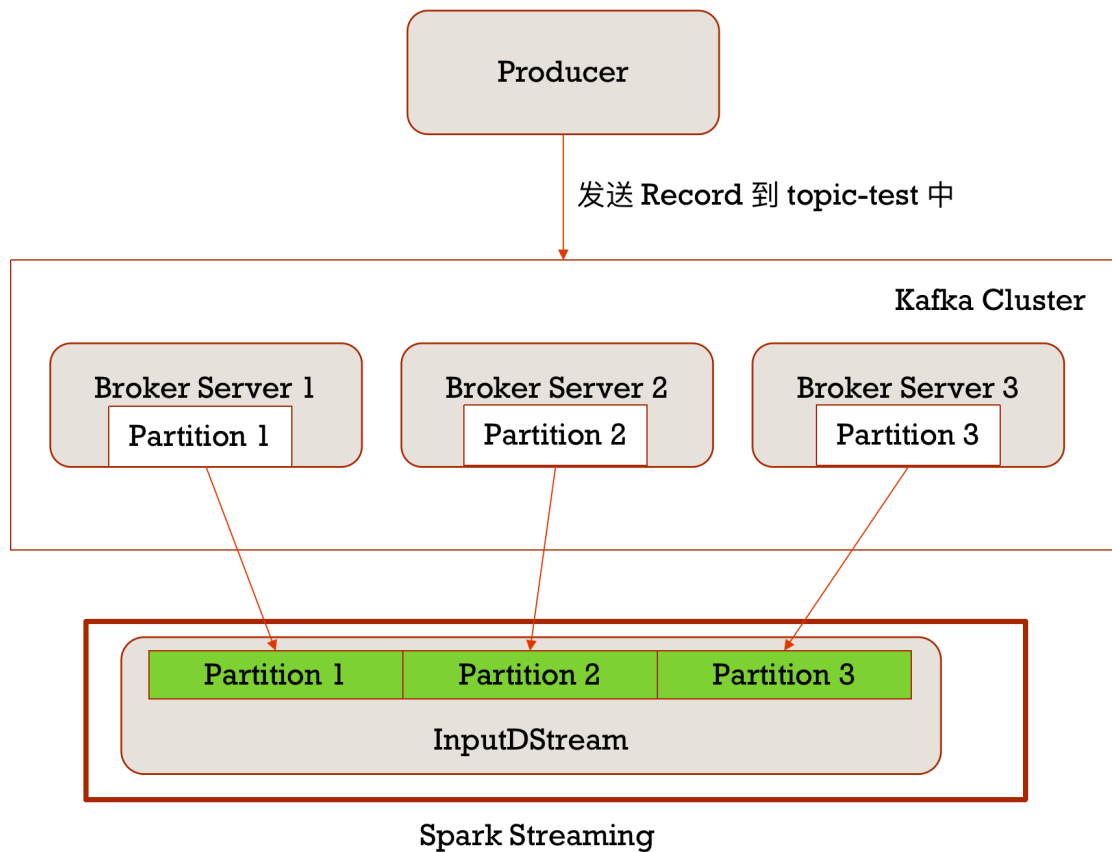 Producer
发送 Record 到 topic-test 中
Kafka Cluster
Broker Server 1
Partition 1
Broker Server 2
Partition 2
Broker Server 3
Partition 3
Partition 1
Partition 2
Partition 3
InputDStream
Spark Streaming